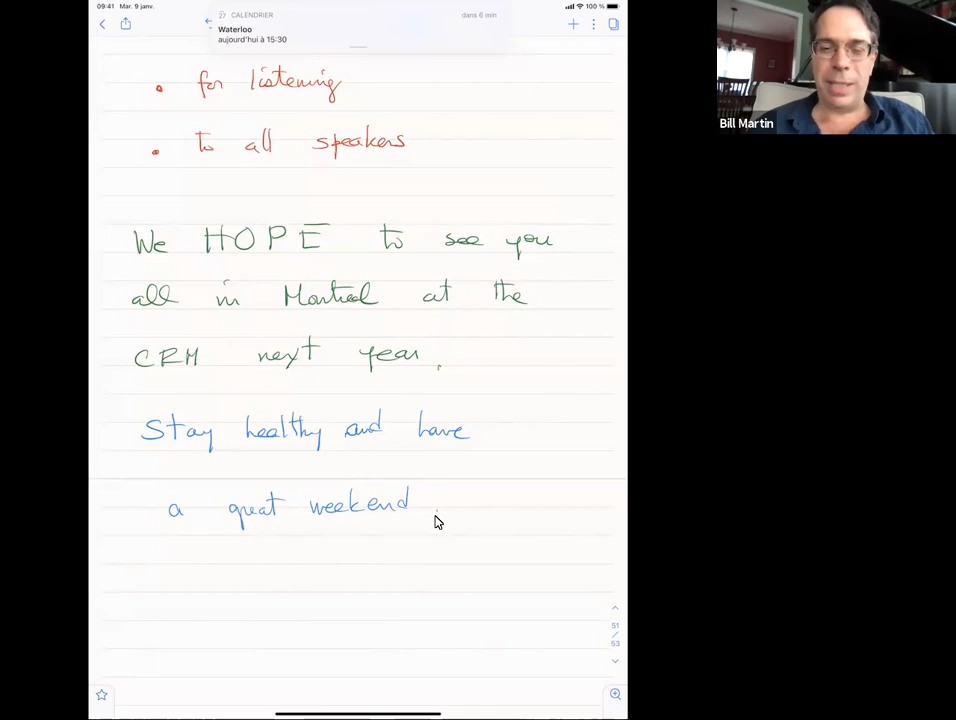 09:41 Mar. 9 janv.
100 %
CALENDRIER
dans 6 min
Waterloo
aujourd'hui à 15:30
• for listening
• to all speakers
We HOPE to see you
all in Montreal at the
CRM next year.
Stay healthy and have
a great weekend.
51
/
53
Bill Martin